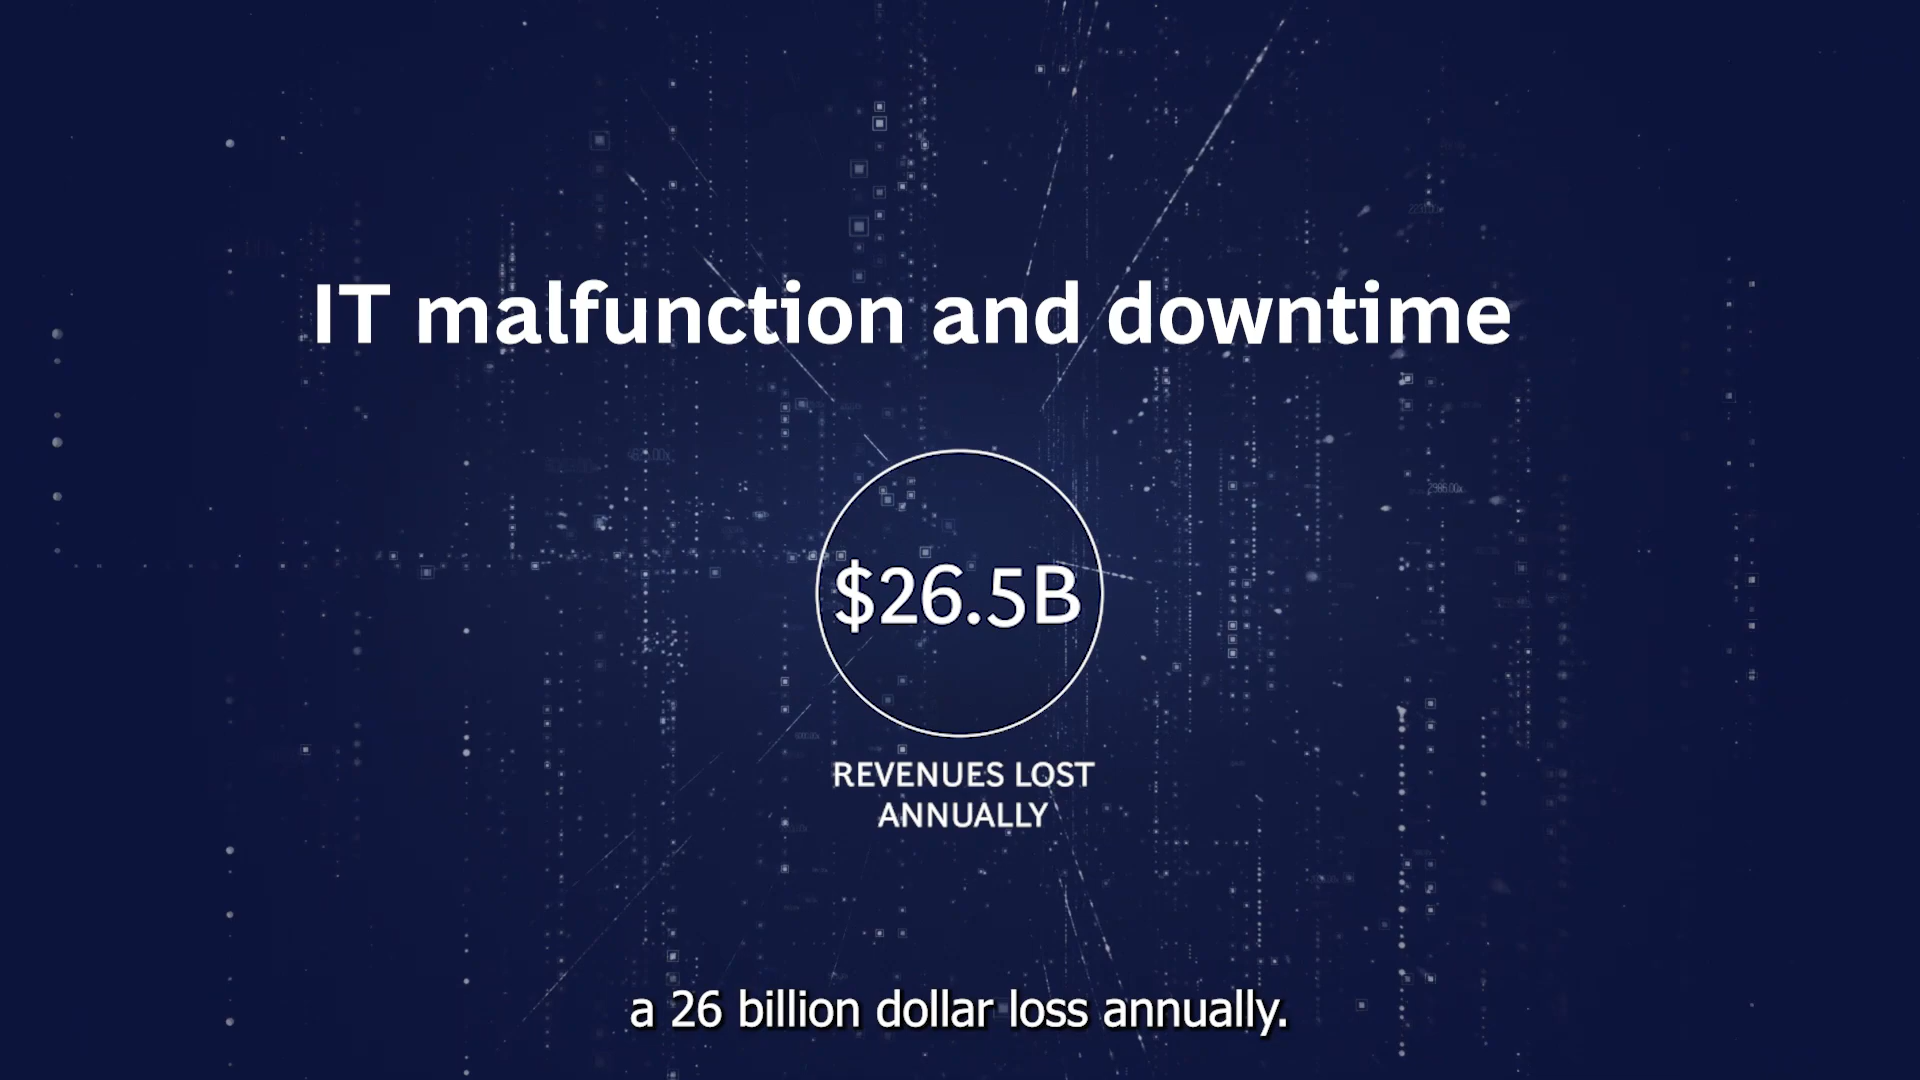 IT malfunction and downtime
$26.5B
REVENUES LOST
ANNUALLY
a 26 billion dollar loss annually.